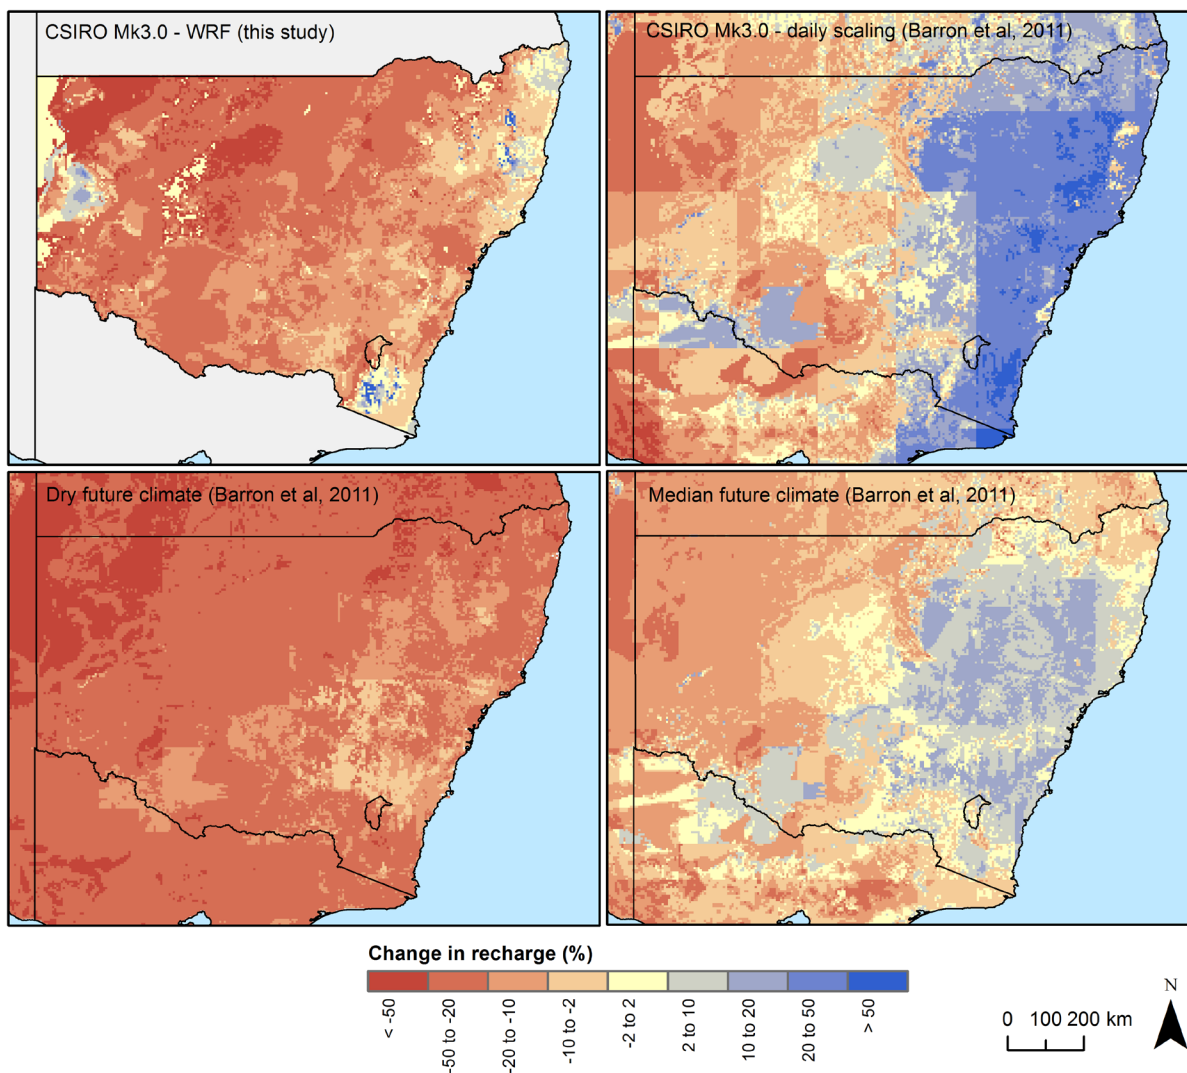 CSIRO Mk3.0 - WRF (this study)
CSIRO Mk3.0 - daily scaling (Barron et al, 2011)
Dry future climate (Barron et al, 2011)
Median future climate (Barron et al, 2011)
Change in recharge (%)
< -50
-50 to -20
-20 to -10
-10 to -2
-2 to 2
2 to 10
10 to 20
20 to 50
> 50
N
0 100 200 km